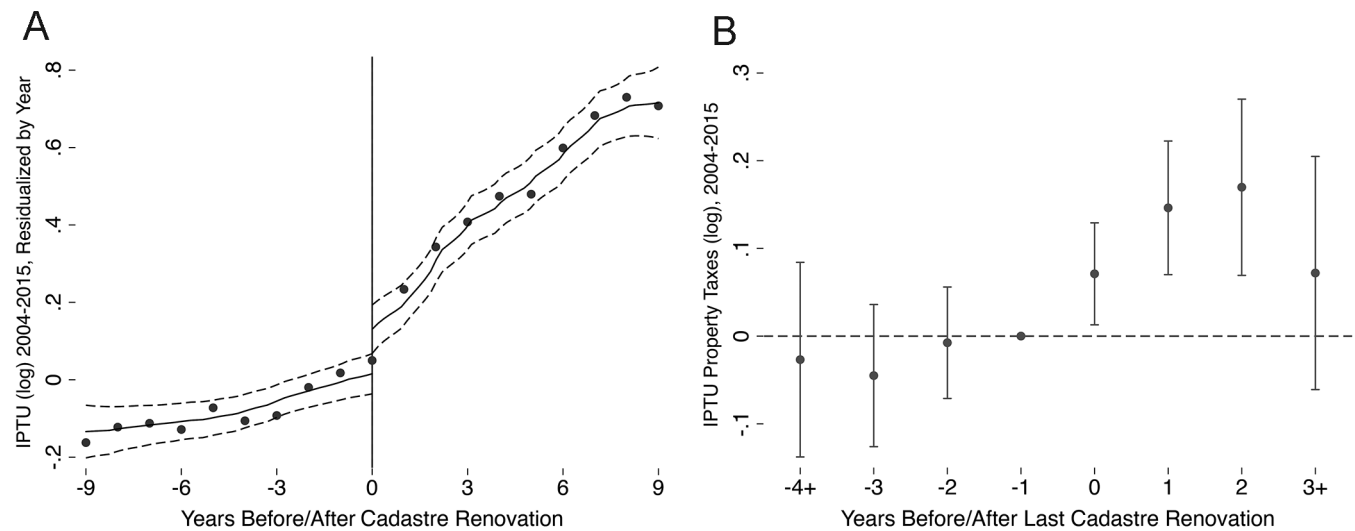 A
IPTU (log) 2004-2015, Residualized by Year
.8
.6
.4
.2
0
-.2
-9 -6 -3 0 3 6 9
Years Before/After Cadastre Renovation
B
IPTU Property Taxes (log), 2004-2015
.3
.2
.1
0
-.1
-4+ -3 -2 -1 0 1 2 3+
Years Before/After Last Cadastre Renovation